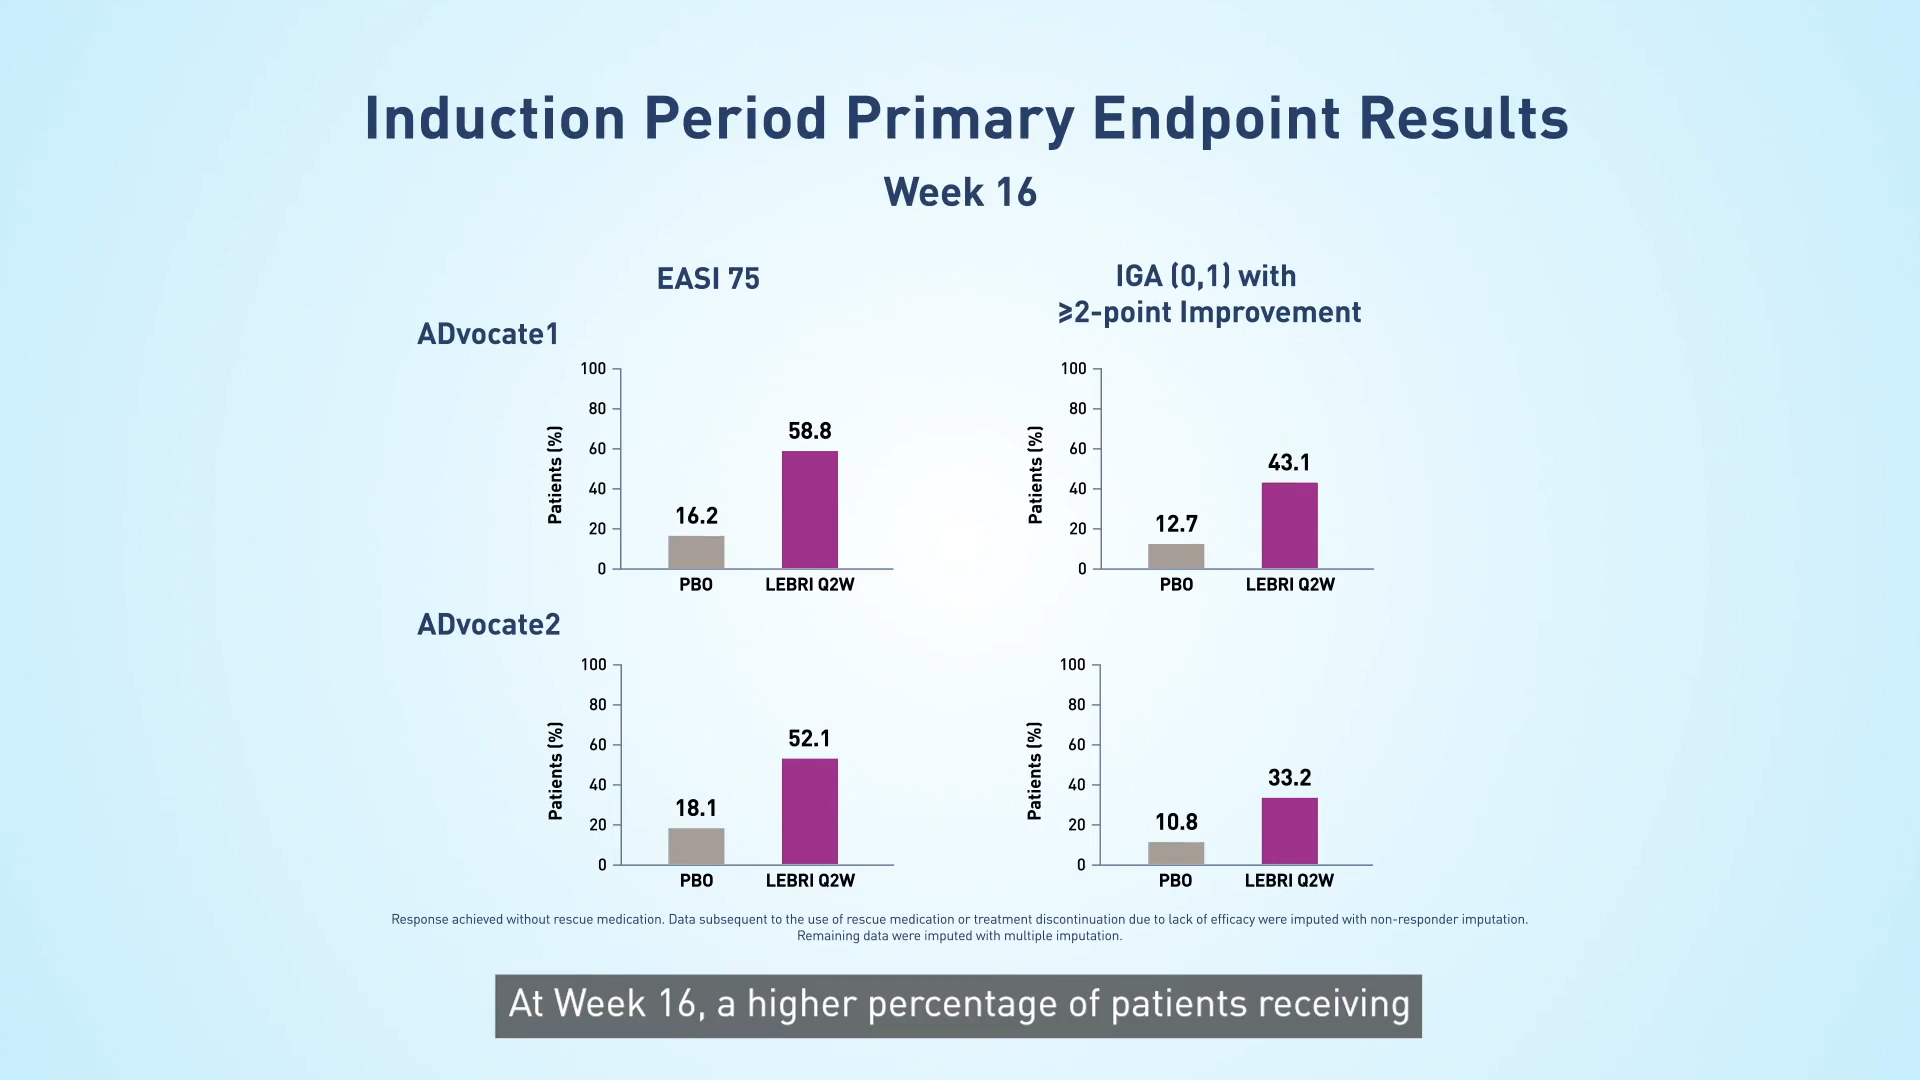 Induction Period Primary Endpoint Results
Week 16
EASI 75
IGA (0,1) with
≥2-point Improvement
ADvocate1
100
80
60
40
20
0
Patients (%)
16.2
58.8
PBO
LEBRI Q2W
100
80
60
40
20
0
Patients (%)
12.7
43.1
PBO
LEBRI Q2W
ADvocate2
100
80
60
40
20
0
Patients (%)
18.1
52.1
PBO
LEBRI Q2W
100
80
60
40
20
0
Patients (%)
10.8
33.2
PBO
LEBRI Q2W
Response achieved without rescue medication. Data subsequent to the use of rescue medication or treatment discontinuation due to lack of efficacy were imputed with non-responder imputation.
Remaining data were imputed with multiple imputation.
At Week 16, a higher percentage of patients receiving